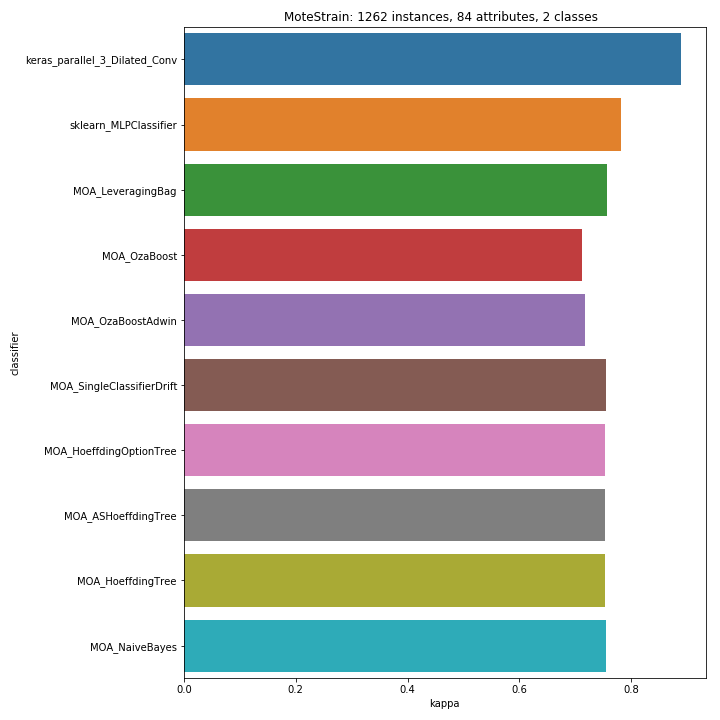 MoteStrain: 1262 instances, 84 attributes, 2 classes
keras_parallel_3_Dilated_Conv
sklearn_MLPClassifier
MOA_LeveragingBag
MOA_OzaBoost
MOA_OzaBoostAdwin
classifier
MOA_SingleClassifierDrift
MOA_HoeffdingOptionTree
MOA_ASHoeffdingTree
MOA_HoeffdingTree
MOA_NaiveBayes
0.0 0.2 0.4 0.6 0.8
kappa